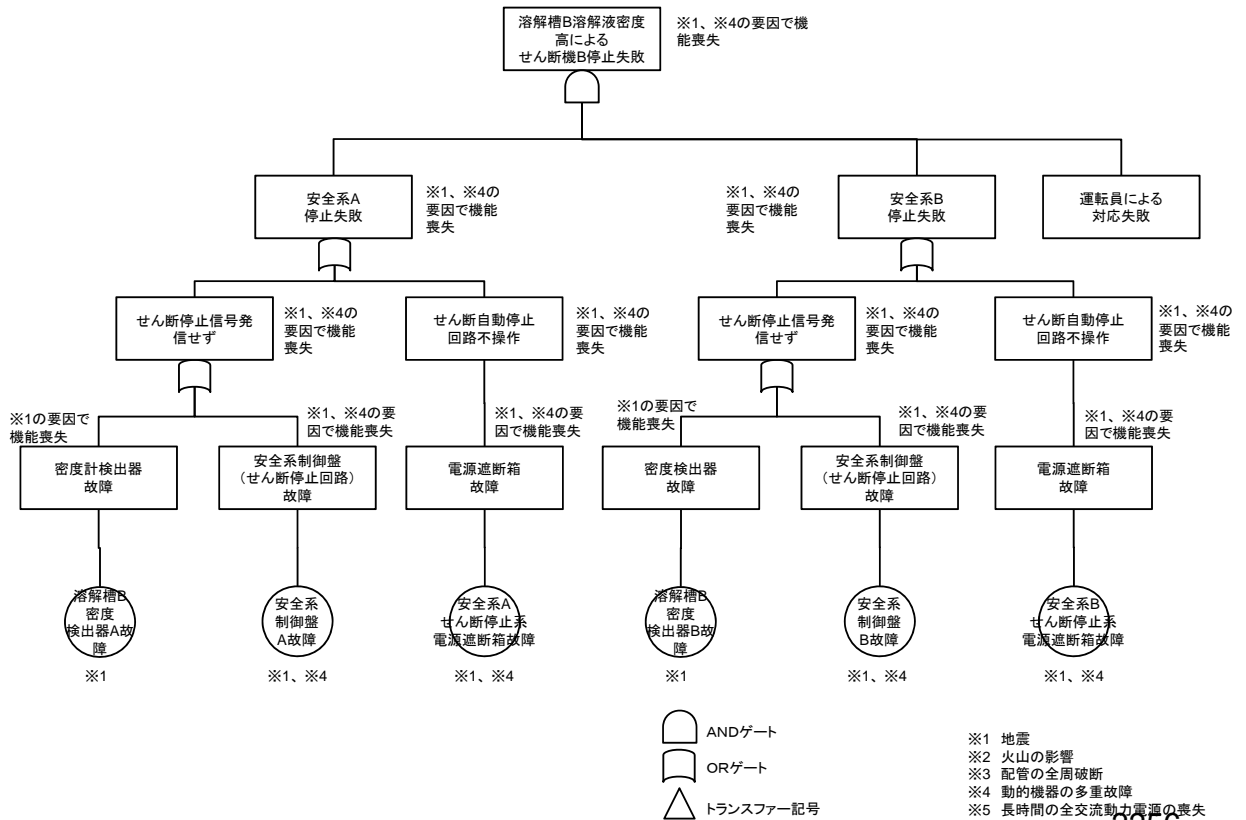 溶解槽B溶解液密度
高による
せん断機B停止失敗
※1、※4の要因で機
能喪失
安全系A
停止失敗
※1、※4の
要因で機能
喪失
※1、※4の
要因で機能
喪失
安全系B
停止失敗
運転員による
対応失敗
せん断停止信号発
信せず
※1、※4の
要因で機能
喪失
せん断自動停止
回路不操作
※1、※4の
要因で機能
喪失
せん断停止信号発
信せず
※1、※4の
要因で機能
喪失
せん断自動停止
回路不操作
※1、※4の
要因で機能
喪失
※1の要因で
機能喪失
※1、※4の要
因で機能喪失
※1、※4の要
因で機能喪失
※1の要因で
機能喪失
※1、※4の要
因で機能喪失
※1、※4の要
因で機能喪失
密度計検出器
故障
安全系制御盤
(せん断停止回路)
故障
電源遮断箱
故障
密度検出器
故障
安全系制御盤
(せん断停止回路)
故障
電源遮断箱
故障
溶解槽B
密度
検出器A故
障
安全系
制御盤
A故障
安全系A
せん断停止系
電源遮断箱故障
溶解槽B
密度
検出器B故
障
安全系
制御盤
B故障
安全系B
せん断停止系
電源遮断箱故障
※1
※1、※4
※1、※4
※1
※1、※4
※1、※4
ANDゲート
ORゲート
トランスファー記号
※1 地震
※2 火山の影響
※3 配管の全周破断
※4 動的機器の多重故障
※5 長時間の全交流動力電源の喪失